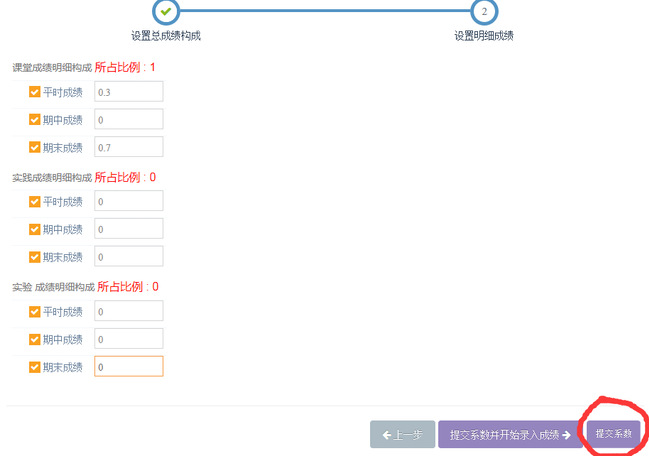 2
设置总成绩构成 设置明细成绩
课堂成绩明细构成 所占比例 : 1
平时成绩 0.3
期中成绩 0
期末成绩 0.7
实践成绩明细构成 所占比例 : 0
平时成绩 0
期中成绩 0
期末成绩 0
实验 成绩明细构成 所占比例 : 0
平时成绩 0
期中成绩 0
期末成绩 0
上一步 提交系数并开始录入成绩 提交系数